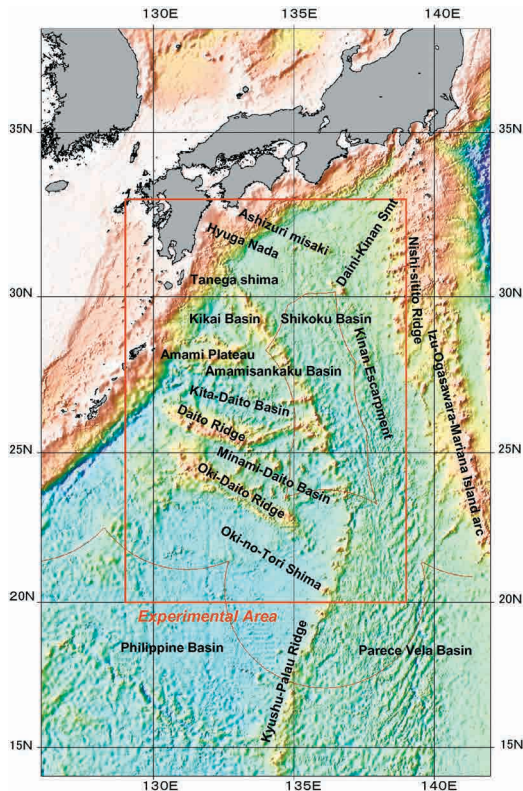 130E 135E 140E
35N 35N
Ashizuri misaki
Hyuga Nada
Daini-Kinan Smt
Nishi-sitito Ridge
Tanega shima
30N 30N
Kikai Basin
Shikoku Basin
Kinan Escarpment
Izu-Ogasawara-Mariana Island arc
Amami Plateau
Amamisankaku Basin
Kita-Daito Basin
Daito Ridge
25N 25N
Minami-Daito Basin
Oki-Daito Ridge
Oki-no-Tori Shima
20N 20N
Experimental Area
Philippine Basin
Kyushu-Palau Ridge
Parece Vela Basin
15N 15N
130E 135E 140E